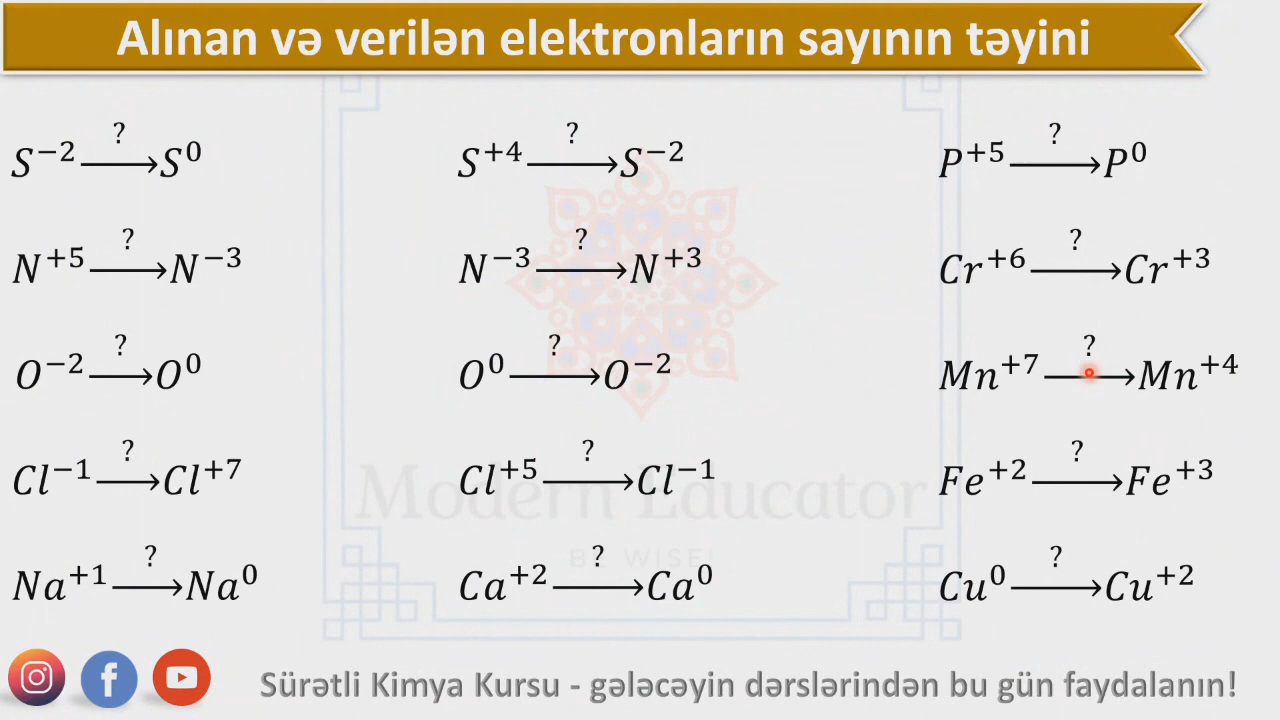 Alınan və verilən elektronların sayının təyini
S⁻² ⟶ S⁰ ?
S⁺⁴ ⟶ S⁻² ?
P⁺⁵ ⟶ P⁰ ?
N⁺⁵ ⟶ N⁻³ ?
N⁻³ ⟶ N⁺³ ?
Cr⁺⁶ ⟶ Cr⁺³ ?
O⁻² ⟶ O⁰ ?
O⁰ ⟶ O⁻² ?
Mn⁺⁷ ⟶ Mn⁺⁴ ?
Cl⁻¹ ⟶ Cl⁺⁷ ?
Cl⁺⁵ ⟶ Cl⁻¹ ?
Fe⁺² ⟶ Fe⁺³ ?
Modern Educator
BE WISE!
Na⁺¹ ⟶ Na⁰ ?
Ca⁺² ⟶ Ca⁰ ?
Cu⁰ ⟶ Cu⁺² ?
Sürətli Kimya Kursu - gələcəyin dərslərindən bu gün faydalanın!